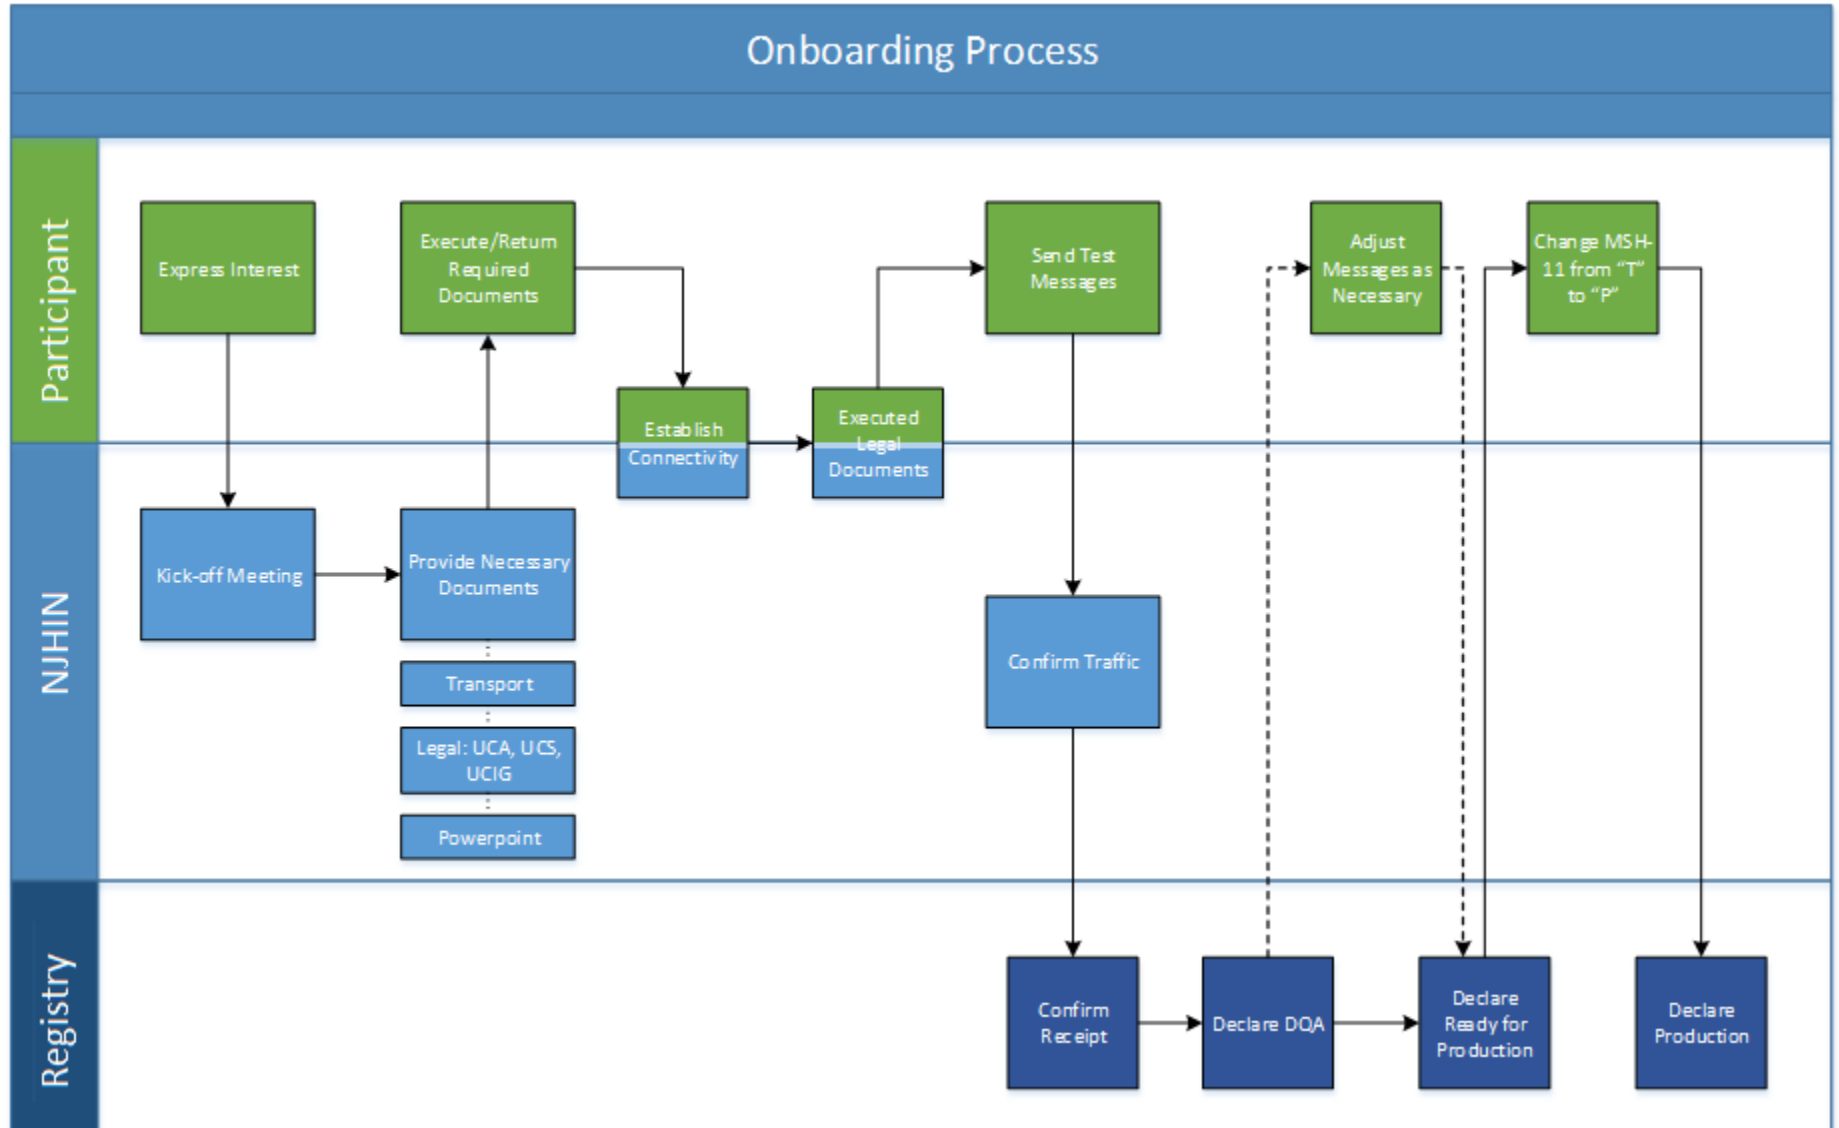 Onboarding Process
Participant
Express Interest
Execute/Return
Required
Documents
Send Test
Messages
Adjust
Messages as
Necessary
Change MSH-
11 from “T”
to “P”
Establish
Connectivity
Executed
Legal
Documents
NJHIN
Kick-off Meeting
Provide Necessary
Documents
Transport
Legal: UCA, UCS,
UCIG
Powerpoint
Confirm Traffic
Registry
Confirm
Receipt
Declare DQA
Declare
Ready for
Production
Declare
Production